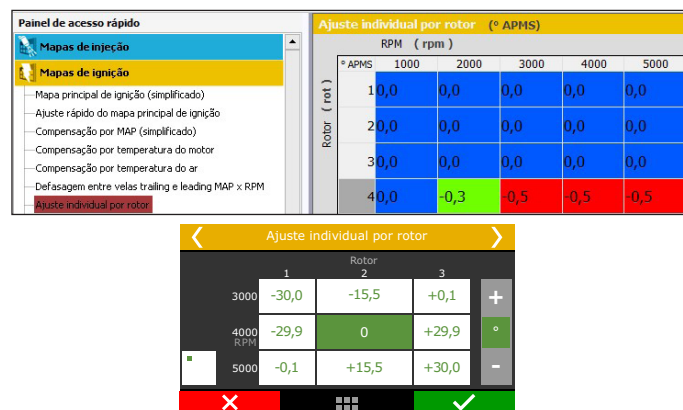 Painel de acesso rápido
Mapas de injeção
Mapas de ignição
Mapa principal de ignição (simplificado)
Ajuste rápido do mapa principal de ignição
Compensação por MAP (simplificado)
Compensação por temperatura do motor
Compensação por temperatura do ar
Defasagem entre velas trailing e leading MAP x RPM
Ajuste individual por rotor
Ajuste individual por rotor (° APMS)
RPM ( rpm )
° APMS 1000 2000 3000 4000 5000
Rotor ( rot )
1 0,0 0,0 0,0 0,0 0,0
2 0,0 0,0 0,0 0,0 0,0
3 0,0 0,0 0,0 0,0 0,0
4 0,0 -0,3 -0,5 -0,5 -0,5
Ajuste individual por rotor
Rotor
1 2 3
3000 -30,0 -15,5 +0,1 +
4000 -29,9 0 +29,9 °
RPM
5000 -0,1 +15,5 +30,0 -